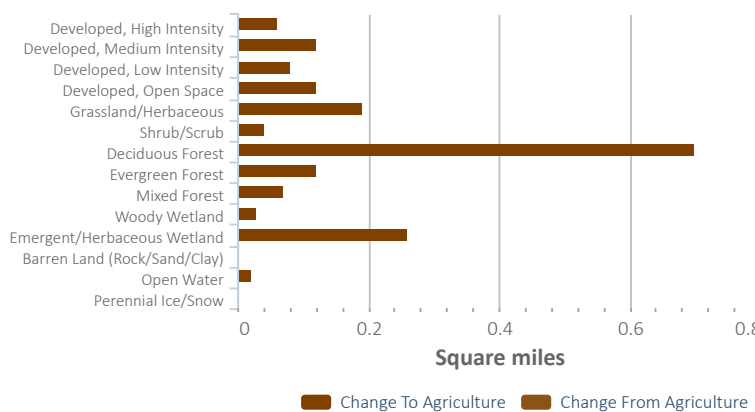 Developed, High Intensity
Developed, Medium Intensity
Developed, Low Intensity
Developed, Open Space
Grassland/Herbaceous
Shrub/Scrub
Deciduous Forest
Evergreen Forest
Mixed Forest
Woody Wetland
Emergent/Herbaceous Wetland
Barren Land (Rock/Sand/Clay)
Open Water
Perennial Ice/Snow
0 0.2 0.4 0.6 0.8
Square miles
Change To Agriculture Change From Agriculture